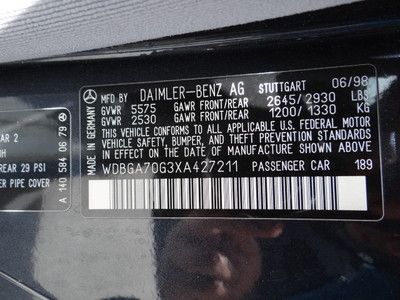 MFD BY DAIMLER-BENZ AG STUTTGART 06/98
GVWR 5575 GAWR FRONT/REAR 2645/2930 LBS
GVWR 2530 GAWR FRONT/REAR 1200/1330 KG
THIS VEHICLE CONFORMS TO ALL APPLICABLE U.S. FEDERAL MOTOR
VEHICLE SAFETY, BUMPER, AND THEFT PREVENTION STANDARDS
IN EFFECT ON THE DATE OF MANUFACTURE SHOWN ABOVE.
WDBGA70G3XA427211 PASSENGER CAR 189
MADE IN GERMANY
A 140 584 06 79
AR 2
OH
REAR 29 PSI
ER PIPE COVER